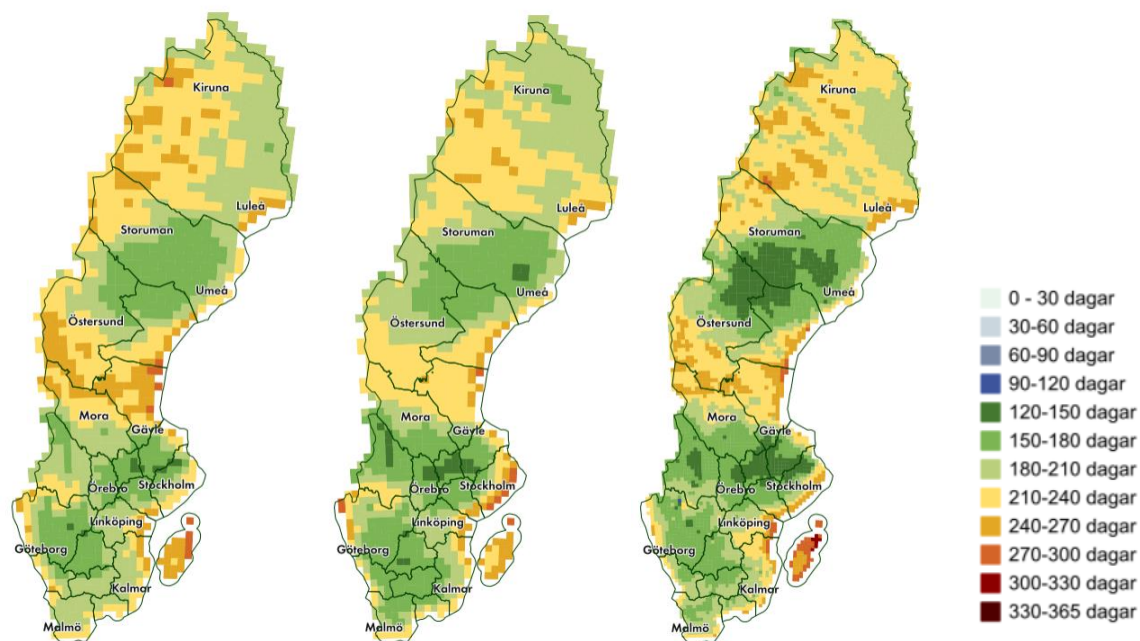 Kiruna
Luleå
Storuman
Umeå
Östersund
Mora
Gävle
Örebro
Stockholm
Linköping
Göteborg
Kalmar
Malmö
Kiruna
Luleå
Storuman
Umeå
Östersund
Mora
Gävle
Örebro
Stockholm
Linköping
Göteborg
Kalmar
Malmö
Kiruna
Luleå
Storuman
Umeå
Östersund
Mora
Gävle
Örebro
Stockholm
Linköping
Göteborg
Kalmar
Malmö
0 - 30 dagar
30-60 dagar
60-90 dagar
90-120 dagar
120-150 dagar
150-180 dagar
180-210 dagar
210-240 dagar
240-270 dagar
270-300 dagar
300-330 dagar
330-365 dagar